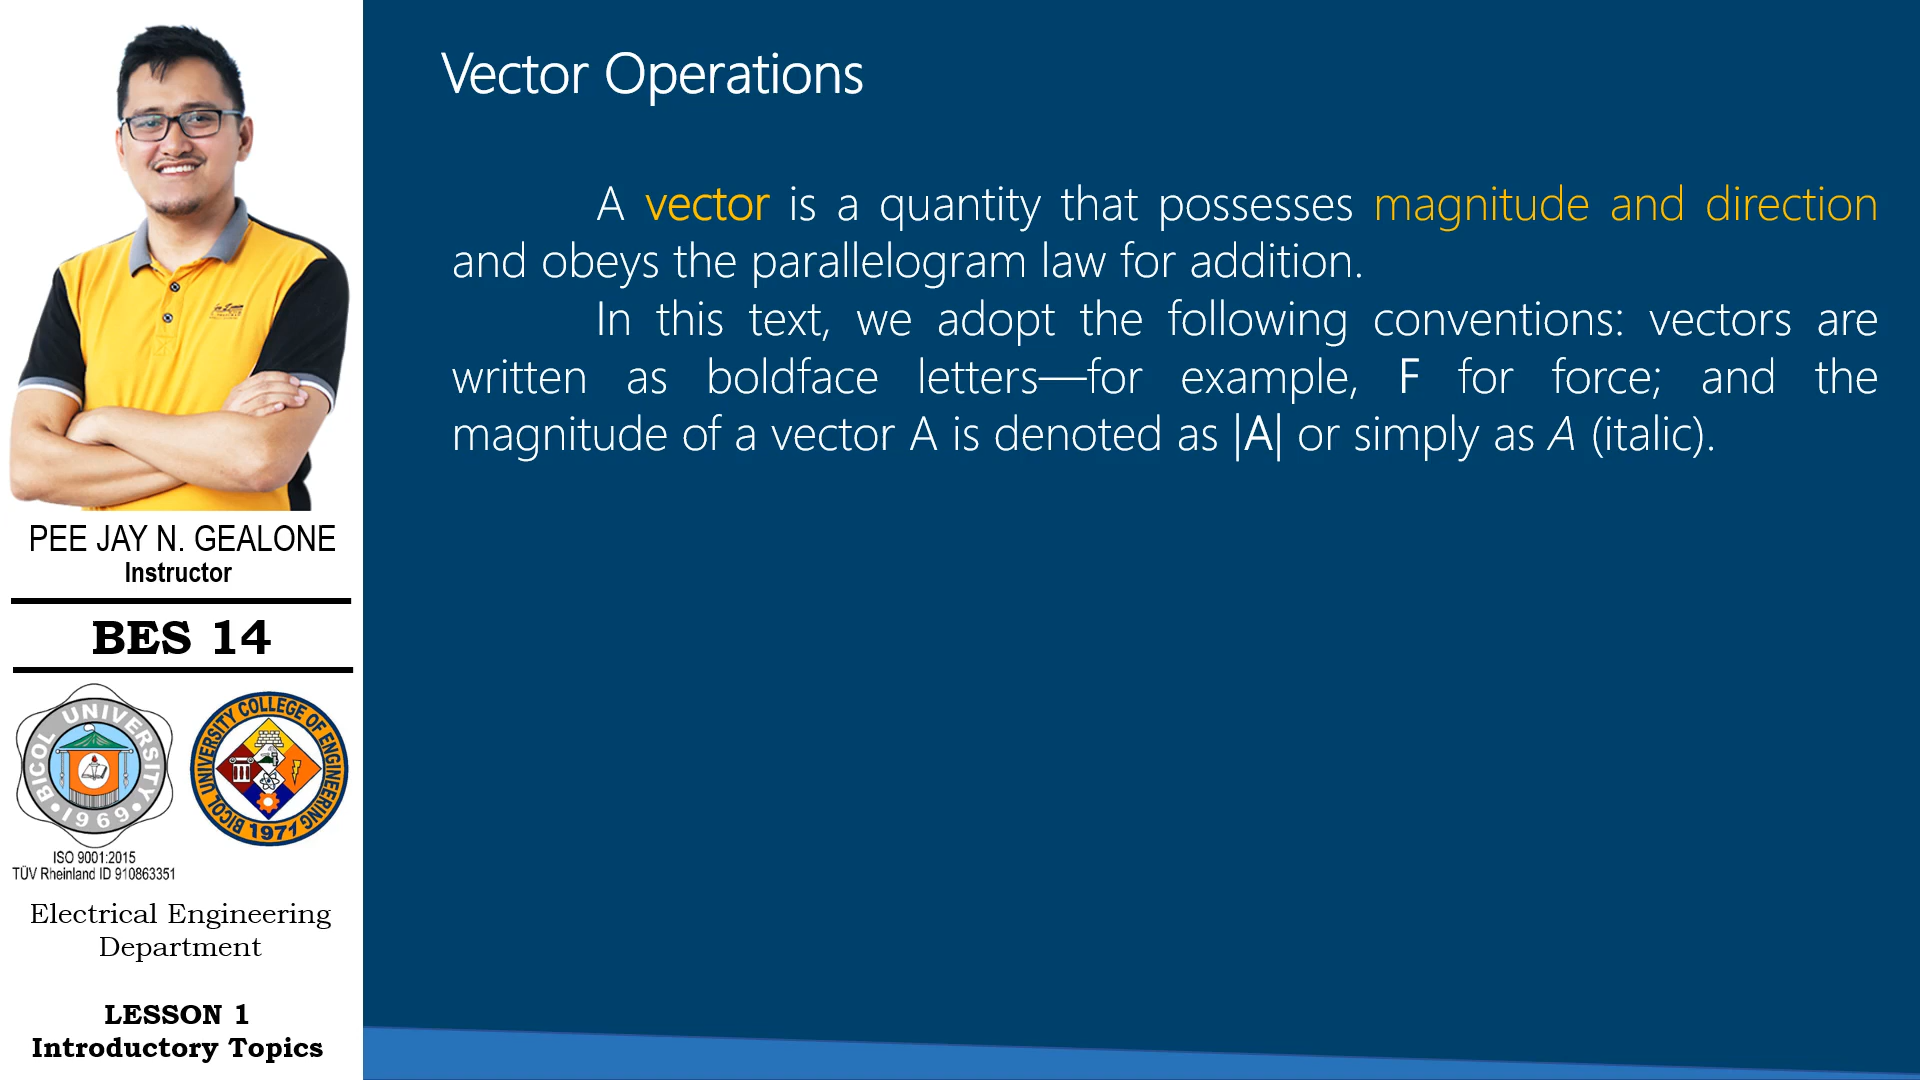 Vector Operations
A vector is a quantity that possesses magnitude and direction
and obeys the parallelogram law for addition.
In this text, we adopt the following conventions: vectors are
written as boldface letters—for example, F for force; and the
magnitude of a vector A is denoted as |A| or simply as A (italic).
PEE JAY N. GEALONE
Instructor
BES 14
BICOL UNIVERSITY
1969
BICOL UNIVERSITY COLLEGE OF ENGINEERING
1971
ISO 9001:2015
TÜV Rheinland ID 910863351
Electrical Engineering
Department
LESSON 1
Introductory Topics